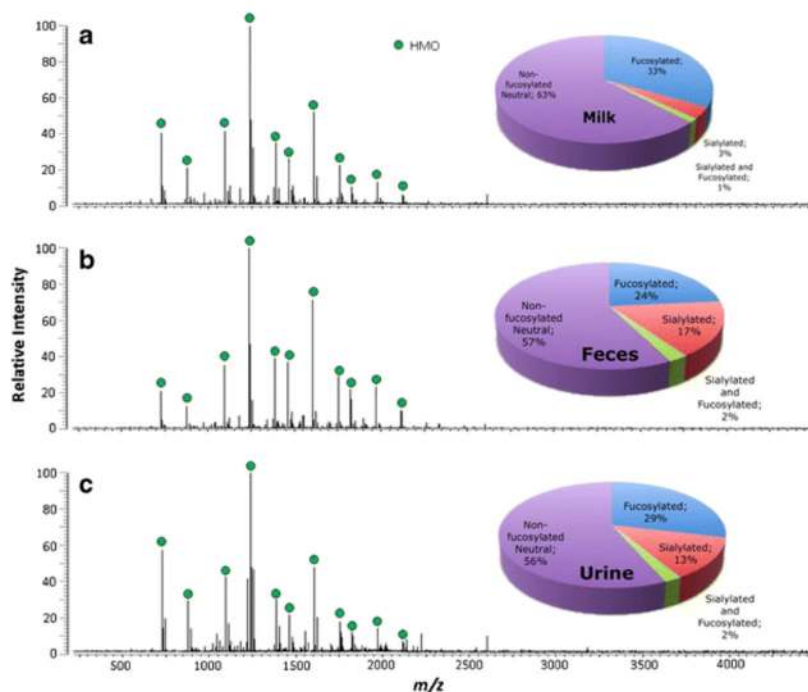 a
HMO
100
80
60
40
20
0
Non-
fucosylated
Neutral; 63%
Fucosylated;
33%
Milk
Sialylated;
3%
Sialylated and
Fucosylated;
1%
b
100
80
60
40
20
0
Non-
fucosylated
Neutral;
57%
Fucosylated;
24%
Sialylated;
17%
Feces
Sialylated
and
Fucosylated;
2%
Relative Intensity
c
100
80
60
40
20
0
Non-
fucosylated
Neutral;
56%
Fucosylated;
29%
Sialylated;
13%
Urine
Sialylated
and
Fucosylated;
2%
500 1000 1500 2000 2500 3000 3500 4000
m/z